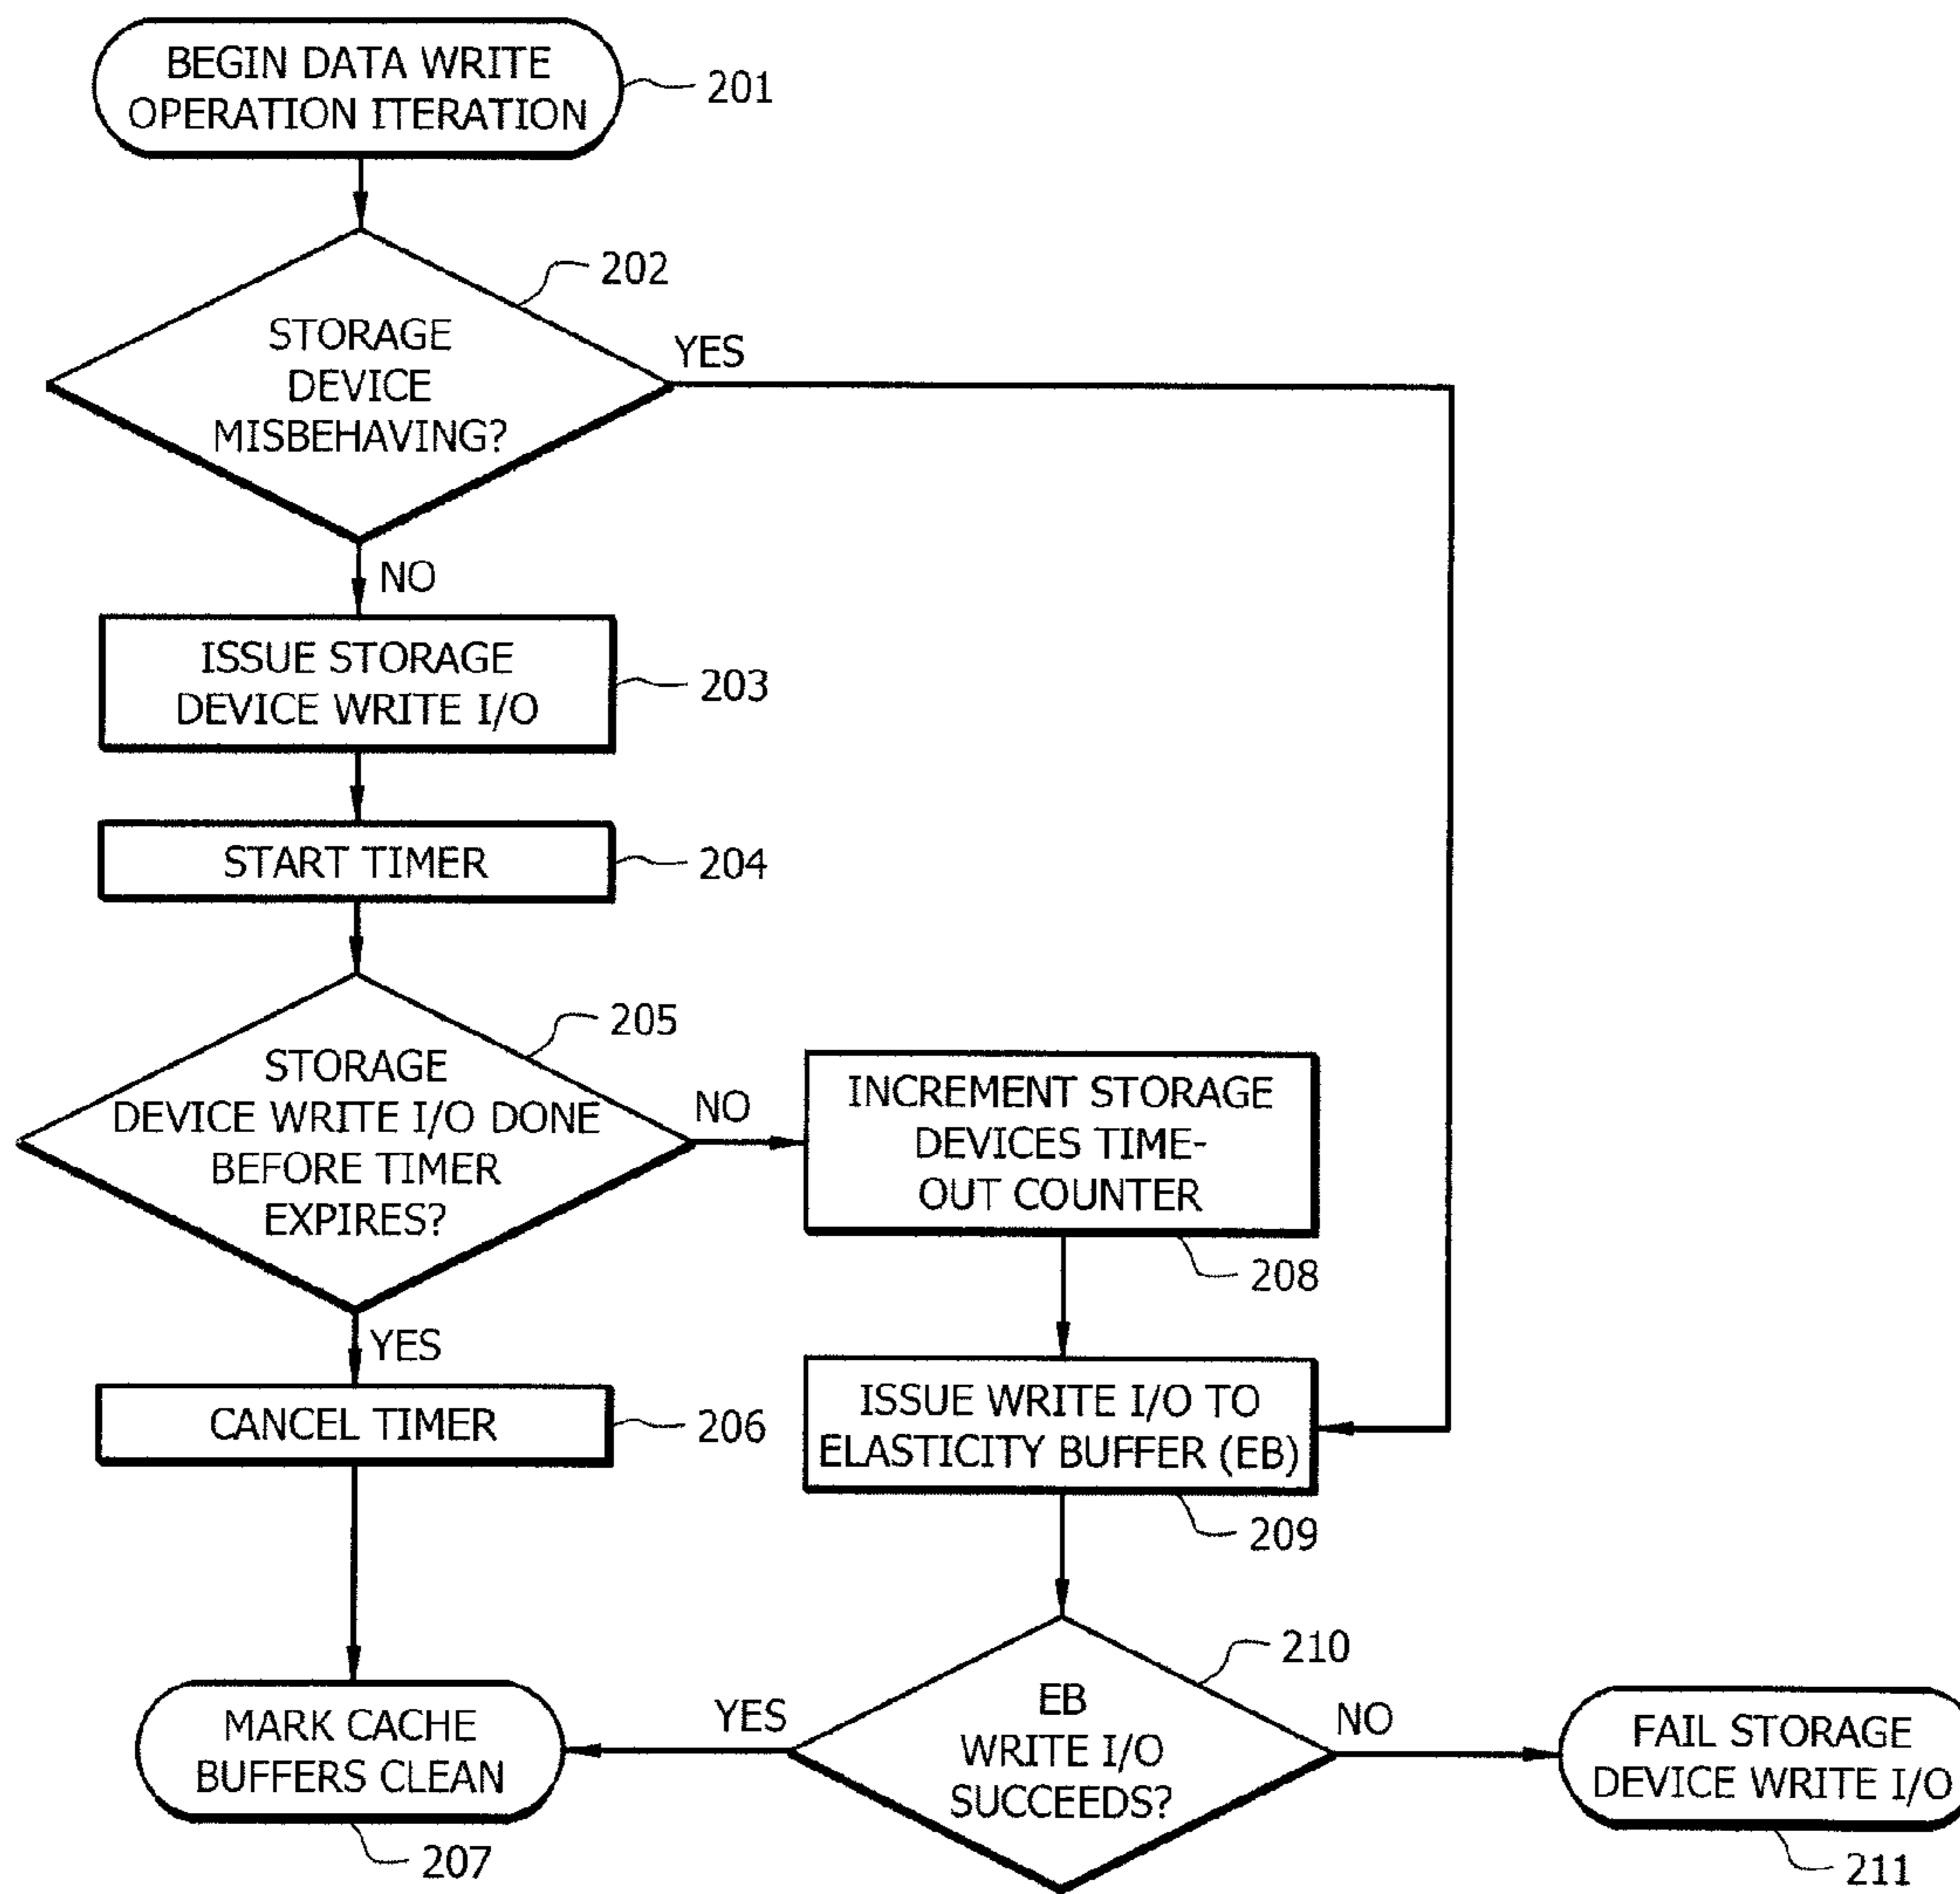 BEGIN DATA WRITE
OPERATION ITERATION
201
202
STORAGE
DEVICE
MISBEHAVING?
YES
NO
ISSUE STORAGE
DEVICE WRITE I/O
203
START TIMER
204
205
STORAGE
DEVICE WRITE I/O DONE
BEFORE TIMER
EXPIRES?
NO
INCREMENT STORAGE
DEVICES TIME-
OUT COUNTER
208
YES
CANCEL TIMER
206
ISSUE WRITE I/O TO
ELASTICITY BUFFER (EB)
209
210
EB
WRITE I/O
SUCCEEDS?
YES
NO
MARK CACHE
BUFFERS CLEAN
207
FAIL STORAGE
DEVICE WRITE I/O
211